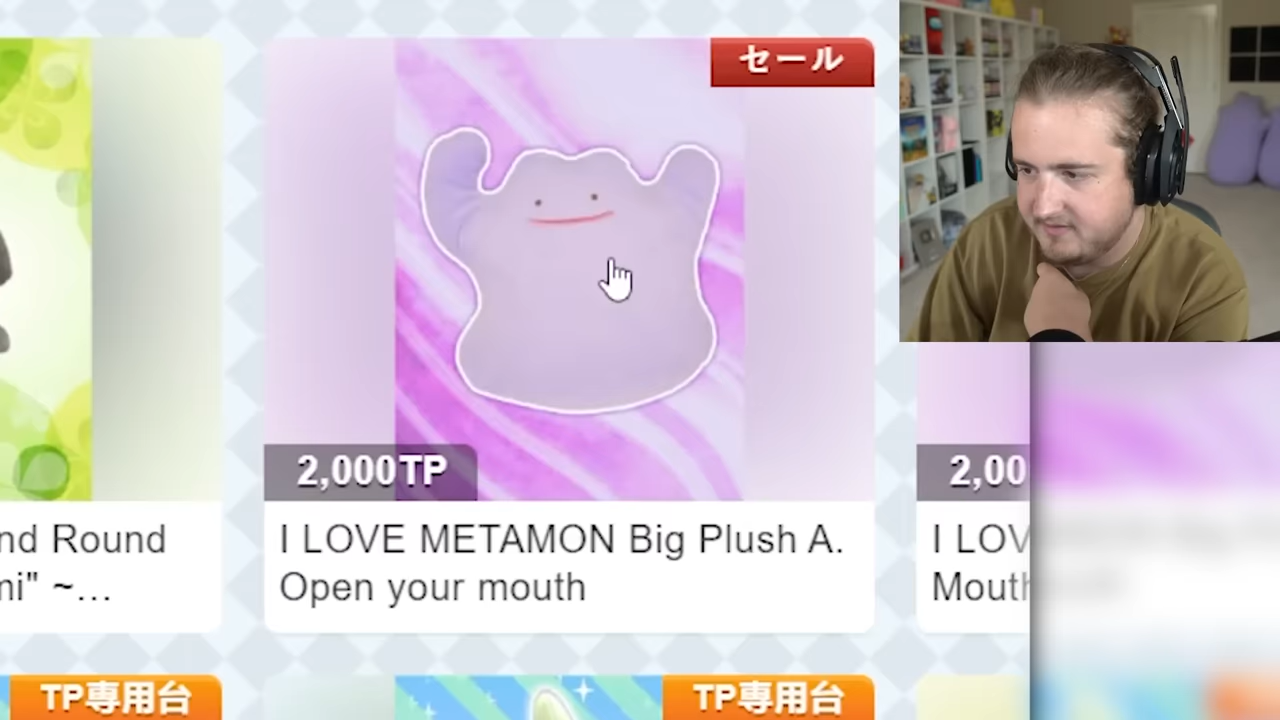 セール
2,000TP
2,00
nd Round
mi" ~...
I LOVE METAMON Big Plush A.
Open your mouth
I LOV
Mouth
TP専用台
TP専用台